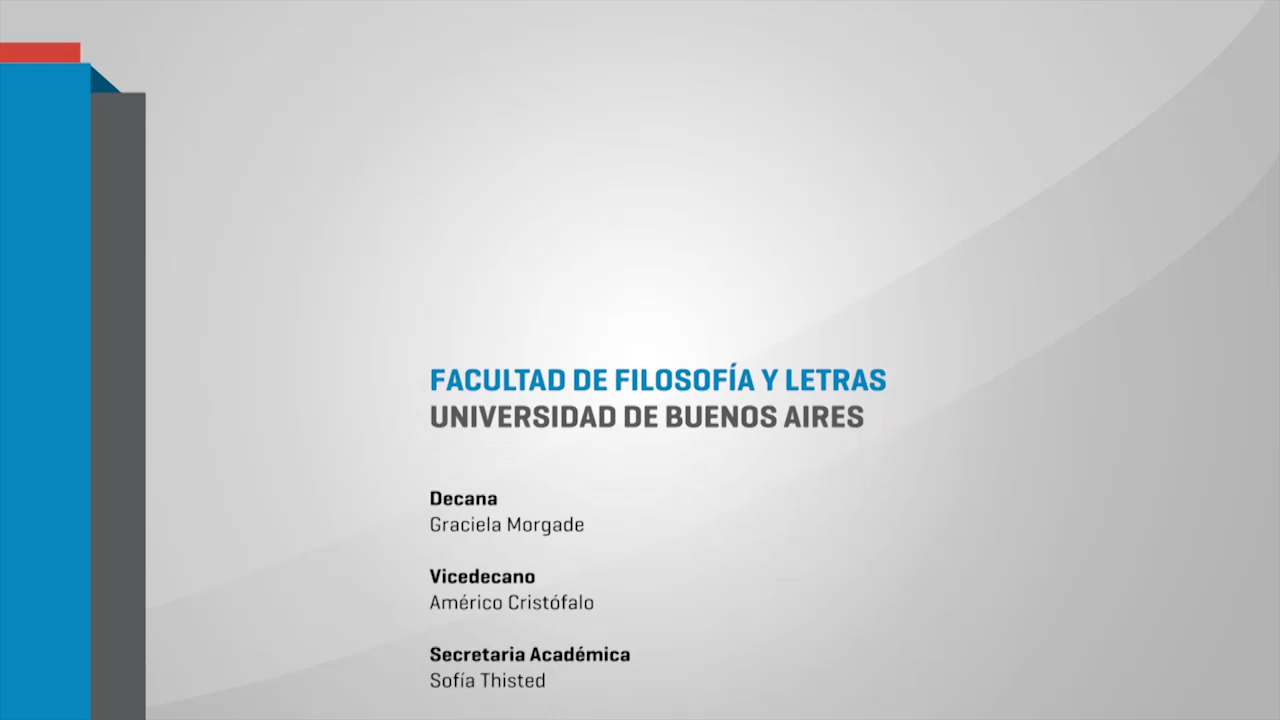 FACULTAD DE FILOSOFÍA Y LETRAS
UNIVERSIDAD DE BUENOS AIRES
Decana
Graciela Morgade
Vicedecano
Américo Cristófalo
Secretaria Académica
Sofía Thisted